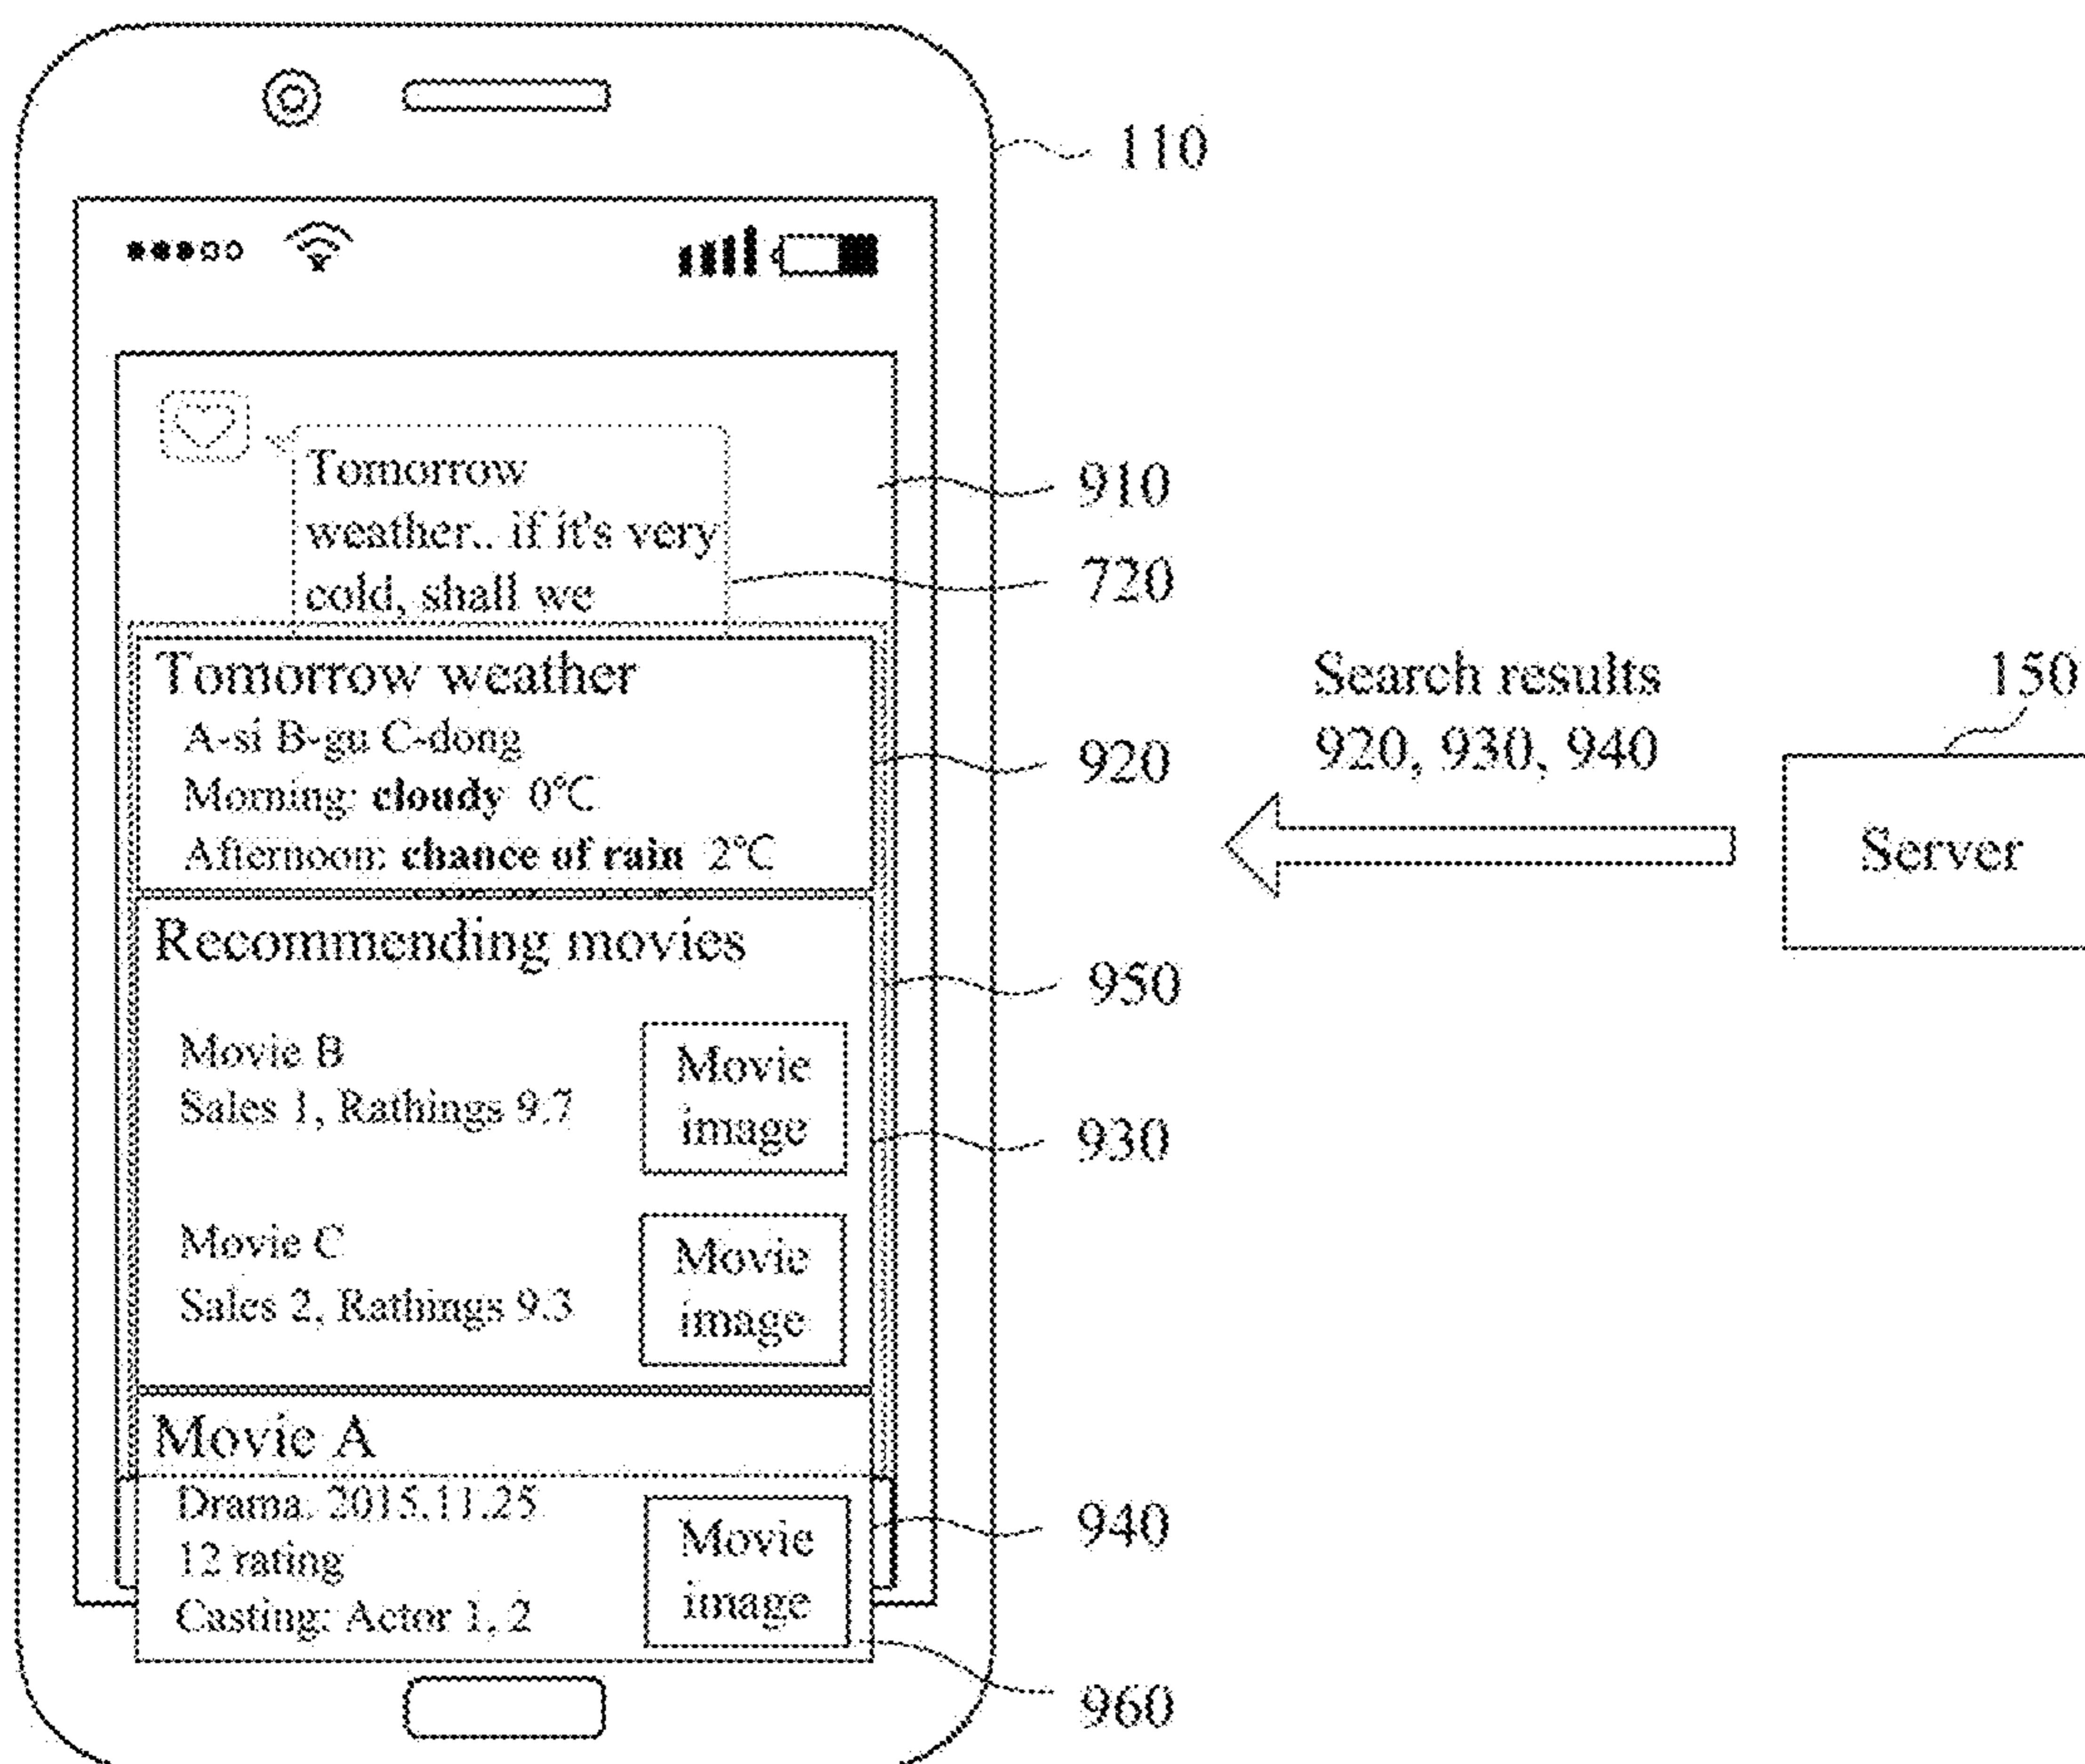 110
Tomorrow
weather.. if it's very
cold, shall we
910
720
Tomorrow weather
A-si B-gu C-dong
Morning: cloudy 0°C
Afternoon: chance of rain 2°C
920
Search results
920, 930, 940
150
Server
Recommending movies
950
Movie B
Sales 1, Rathings 9.7
Movie
image
930
Movie C
Sales 2, Rathings 9.3
Movie
image
Movie A
Drama. 2015.11.25
12 rating
Casting: Actor 1, 2
Movie
image
940
960